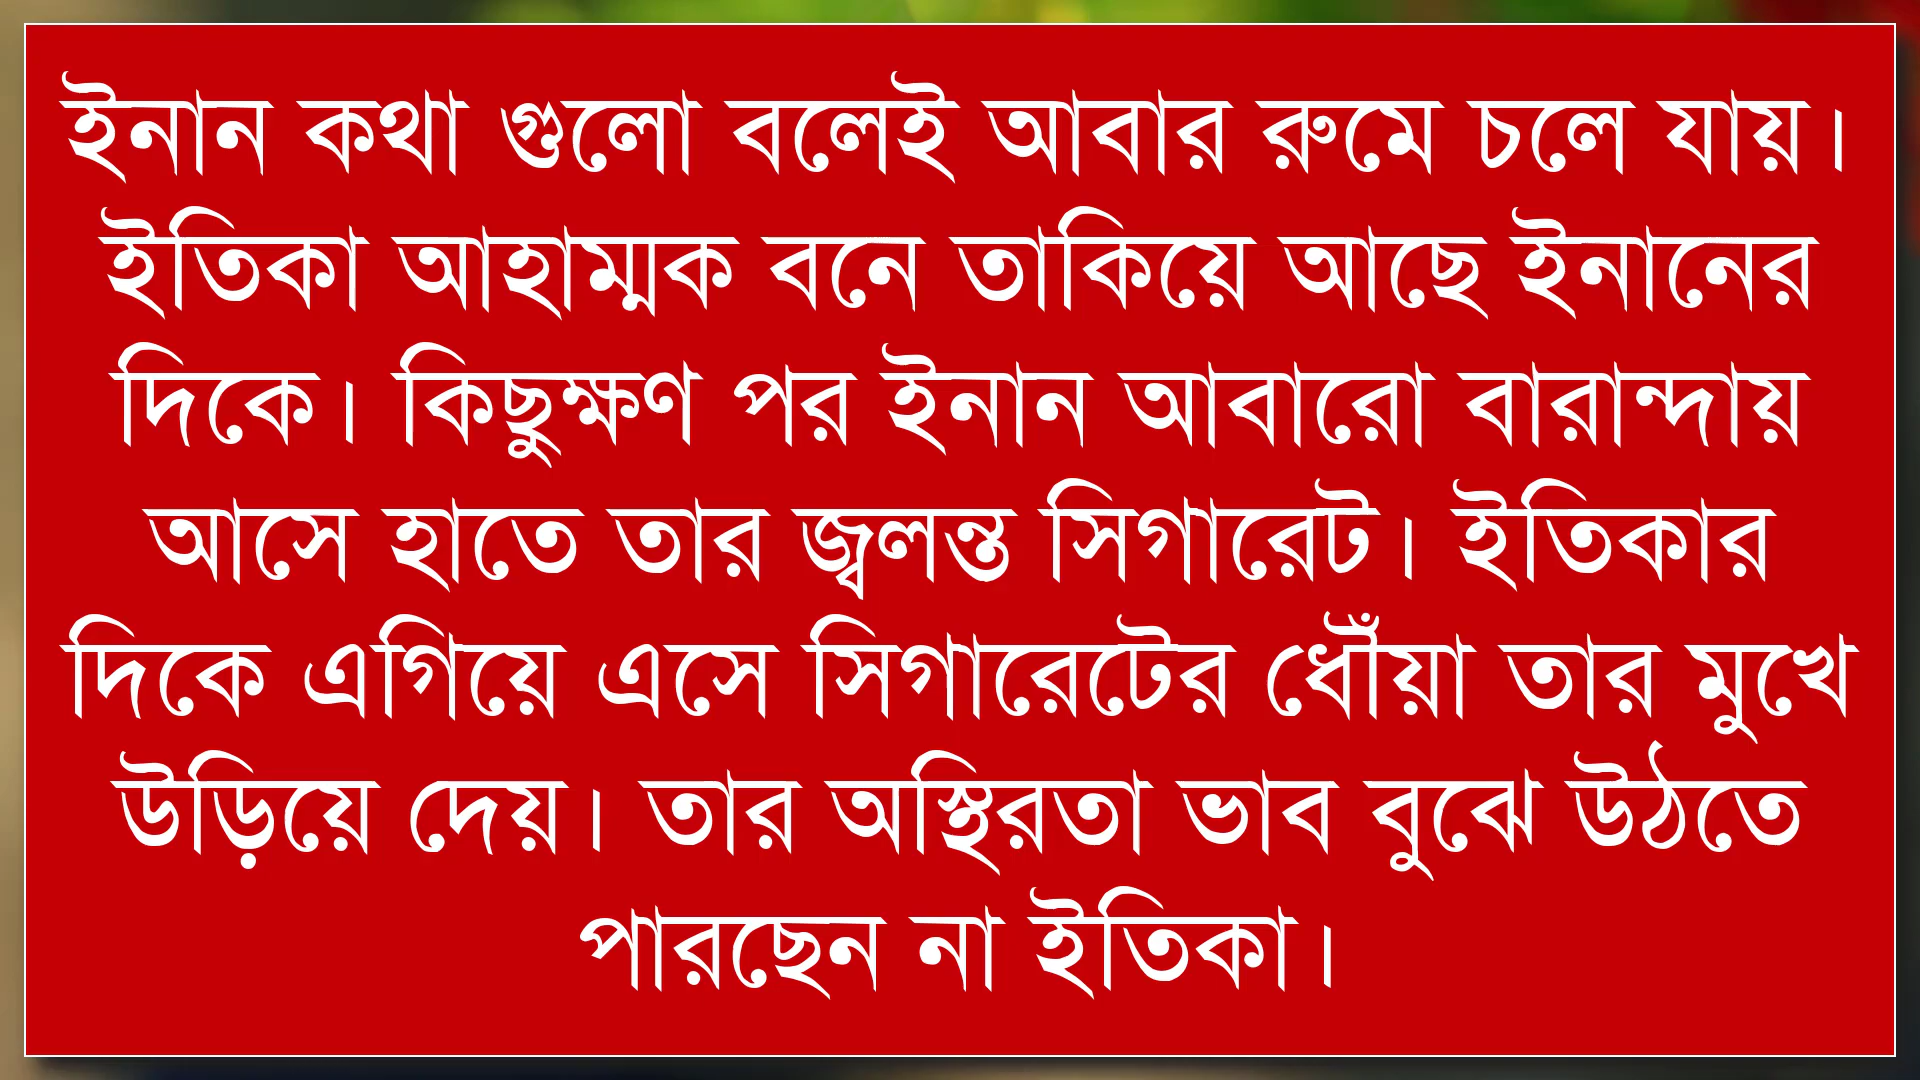 ইনান কথা গুলো বলেই আবার রুমে চলে যায়।
ইতিকা আহাম্মক বনে তাকিয়ে আছে ইনানের
দিকে। কিছুক্ষণ পর ইনান আবারো বারান্দায়
আসে হাতে তার জ্বলন্ত সিগারেট। ইতিকার
দিকে এগিয়ে এসে সিগারেটের ধোঁয়া তার মুখে
উড়িয়ে দেয়। তার অস্থিরতা ভাব বুঝে উঠতে
পারছেন না ইতিকা।